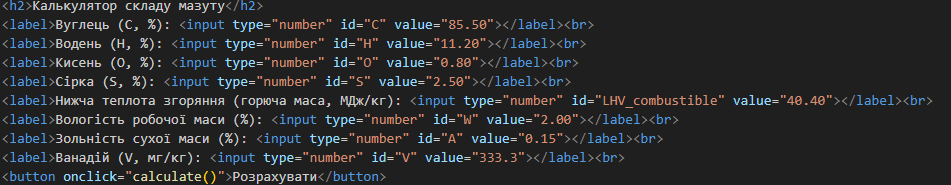 <h2>Калькулятор складу мазуту</h2>
<label>Вуглець (C, %): <input type="number" id="C" value="85.50"></label><br>
<label>Водень (H, %): <input type="number" id="H" value="11.20"></label><br>
<label>Кисень (O, %): <input type="number" id="O" value="0.80"></label><br>
<label>Сірка (S, %): <input type="number" id="S" value="2.50"></label><br>
<label>Нижча теплота згоряння (горюча маса, МДж/кг): <input type="number" id="LHV_combustible" value="40.40"></label><br>
<label>Вологість робочої маси (%): <input type="number" id="W" value="2.00"></label><br>
<label>Зольність сухої маси (%): <input type="number" id="A" value="0.15"></label><br>
<label>Ванадій (V, мг/кг): <input type="number" id="V" value="333.3"></label><br>
<button onclick="calculate()">Розрахувати</button>